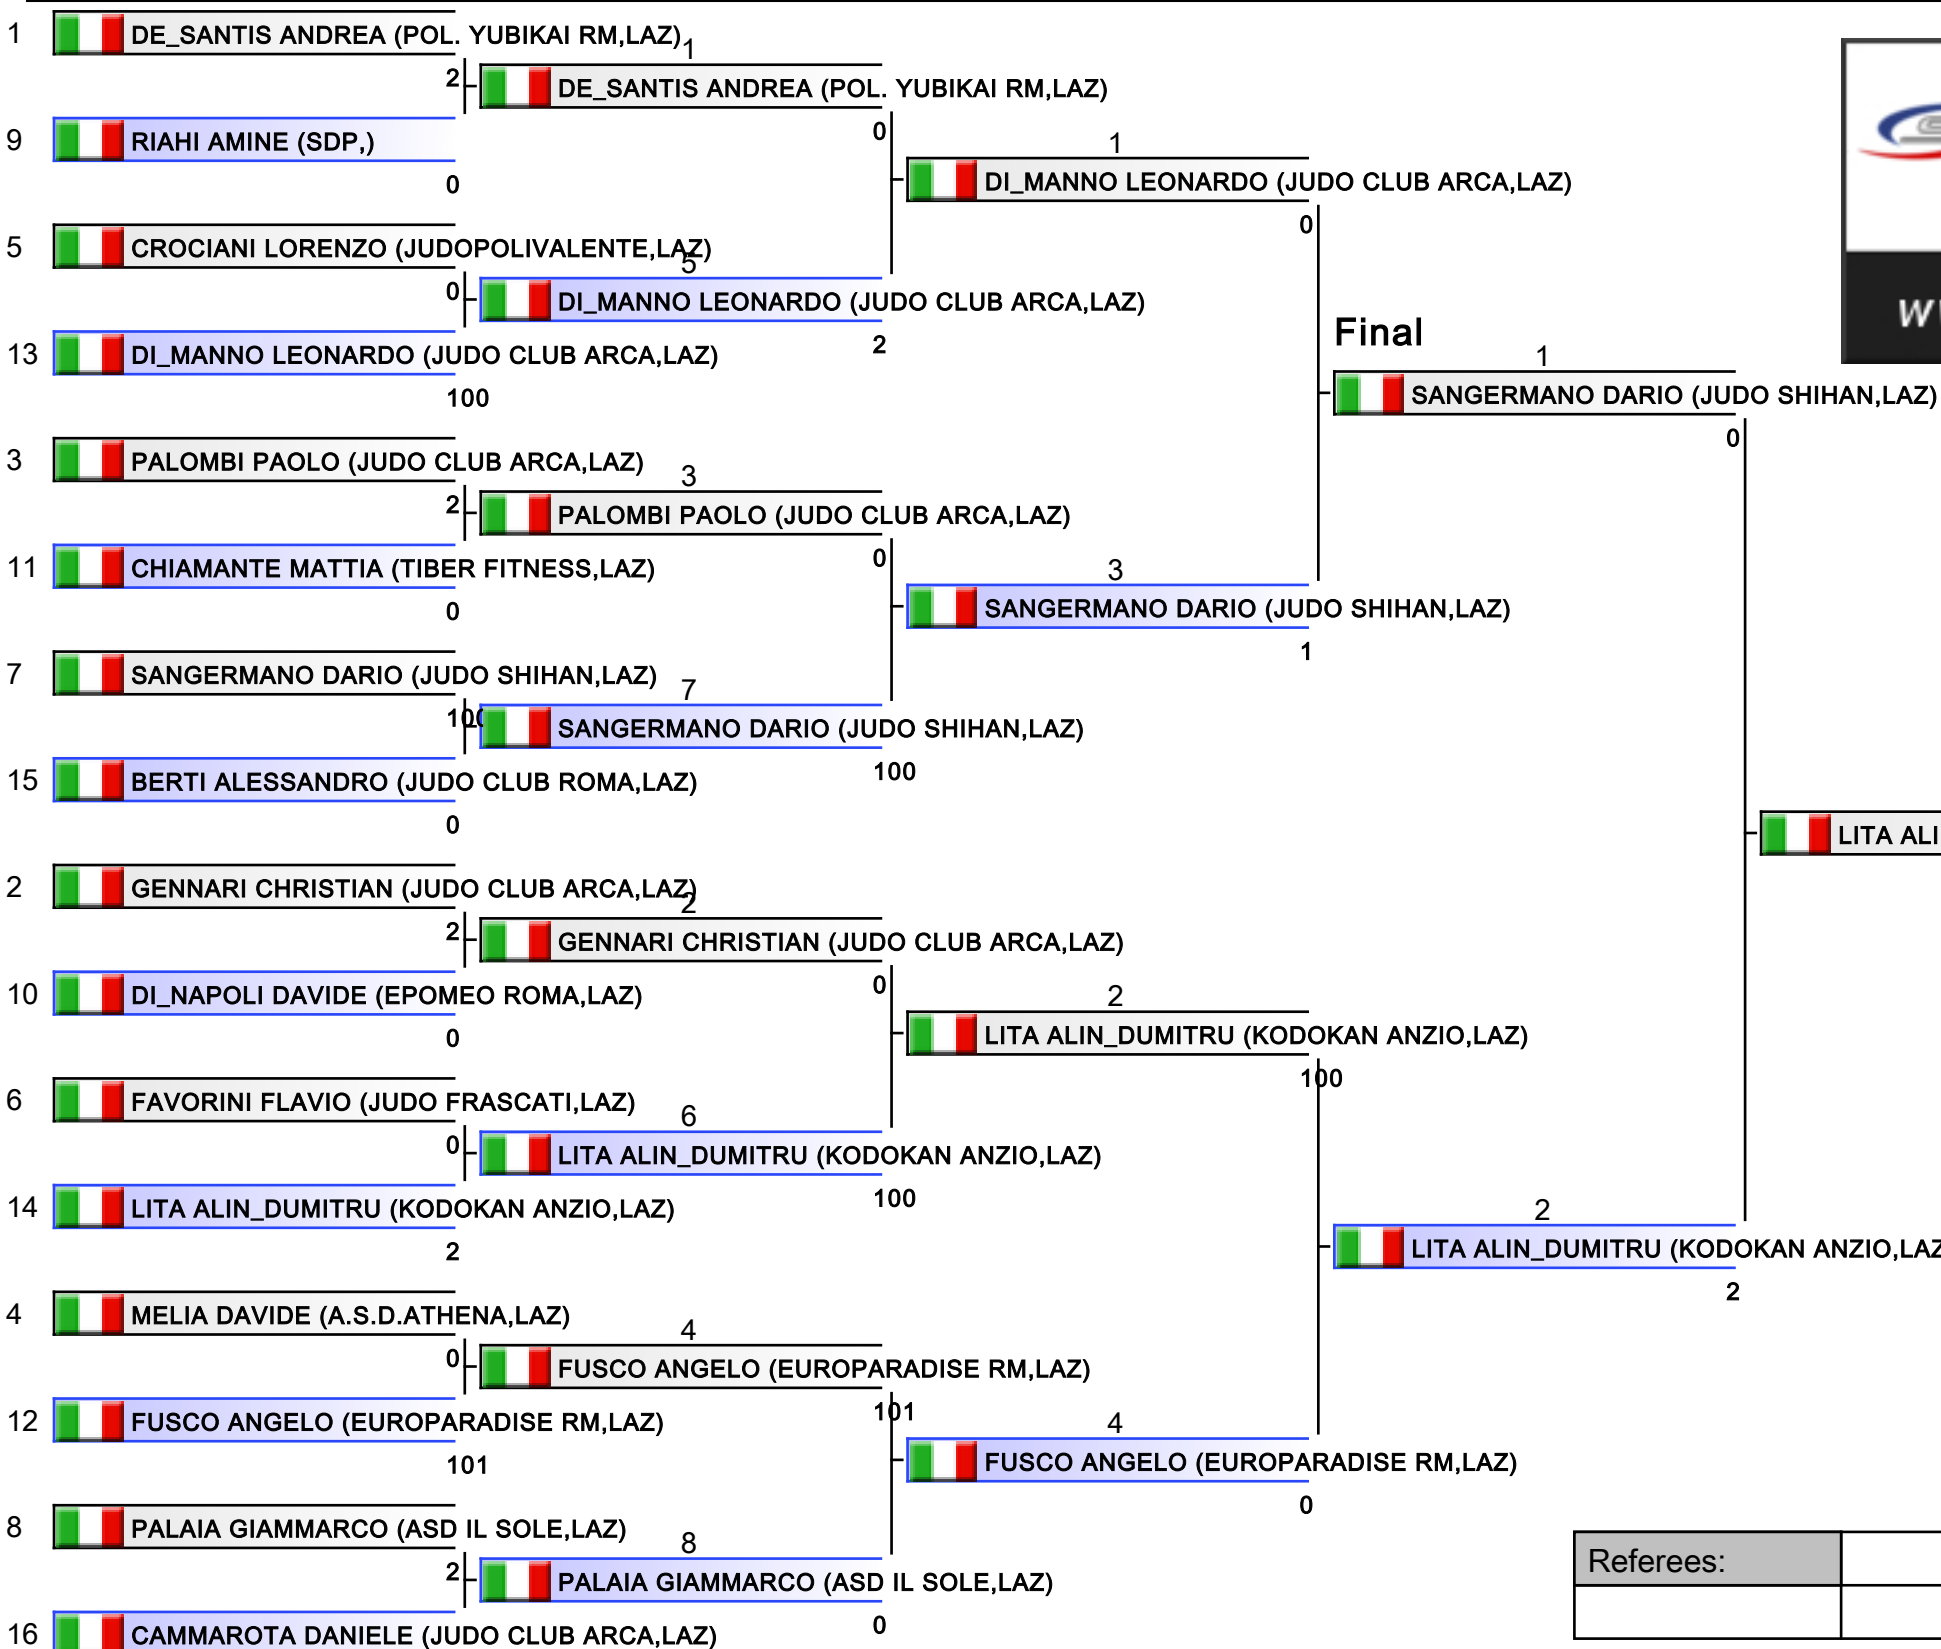 1 DE_SANTIS ANDREA (POL. YUBIKAI RM,LAZ)
1
2 DE_SANTIS ANDREA (POL. YUBIKAI RM,LAZ)
0
9 RIAHI AMINE (SDP,)
0
1
DI_MANNO LEONARDO (JUDO CLUB ARCA,LAZ)
0
5 CROCIANI LORENZO (JUDOPOLIVALENTE,LAZ)
5
0 DI_MANNO LEONARDO (JUDO CLUB ARCA,LAZ)
2
13 DI_MANNO LEONARDO (JUDO CLUB ARCA,LAZ)
100
Final
1
SANGERMANO DARIO (JUDO SHIHAN,LAZ)
0
3 PALOMBI PAOLO (JUDO CLUB ARCA,LAZ)
3
2 PALOMBI PAOLO (JUDO CLUB ARCA,LAZ)
0
11 CHIAMANTE MATTIA (TIBER FITNESS,LAZ)
0
3
SANGERMANO DARIO (JUDO SHIHAN,LAZ)
1
7 SANGERMANO DARIO (JUDO SHIHAN,LAZ)
7
100 SANGERMANO DARIO (JUDO SHIHAN,LAZ)
100
15 BERTI ALESSANDRO (JUDO CLUB ROMA,LAZ)
0
LITA ALI
2 GENNARI CHRISTIAN (JUDO CLUB ARCA,LAZ)
2
2 GENNARI CHRISTIAN (JUDO CLUB ARCA,LAZ)
0
10 DI_NAPOLI DAVIDE (EPOMEO ROMA,LAZ)
0
2
LITA ALIN_DUMITRU (KODOKAN ANZIO,LAZ)
100
6 FAVORINI FLAVIO (JUDO FRASCATI,LAZ)
6
0 LITA ALIN_DUMITRU (KODOKAN ANZIO,LAZ)
100
14 LITA ALIN_DUMITRU (KODOKAN ANZIO,LAZ)
2
2
LITA ALIN_DUMITRU (KODOKAN ANZIO,LAZ
2
4 MELIA DAVIDE (A.S.D.ATHENA,LAZ)
4
0 FUSCO ANGELO (EUROPARADISE RM,LAZ)
101
12 FUSCO ANGELO (EUROPARADISE RM,LAZ)
101
4
FUSCO ANGELO (EUROPARADISE RM,LAZ)
0
8 PALAIA GIAMMARCO (ASD IL SOLE,LAZ)
8
2 PALAIA GIAMMARCO (ASD IL SOLE,LAZ)
0
16 CAMMAROTA DANIELE (JUDO CLUB ARCA,LAZ)
Referees: